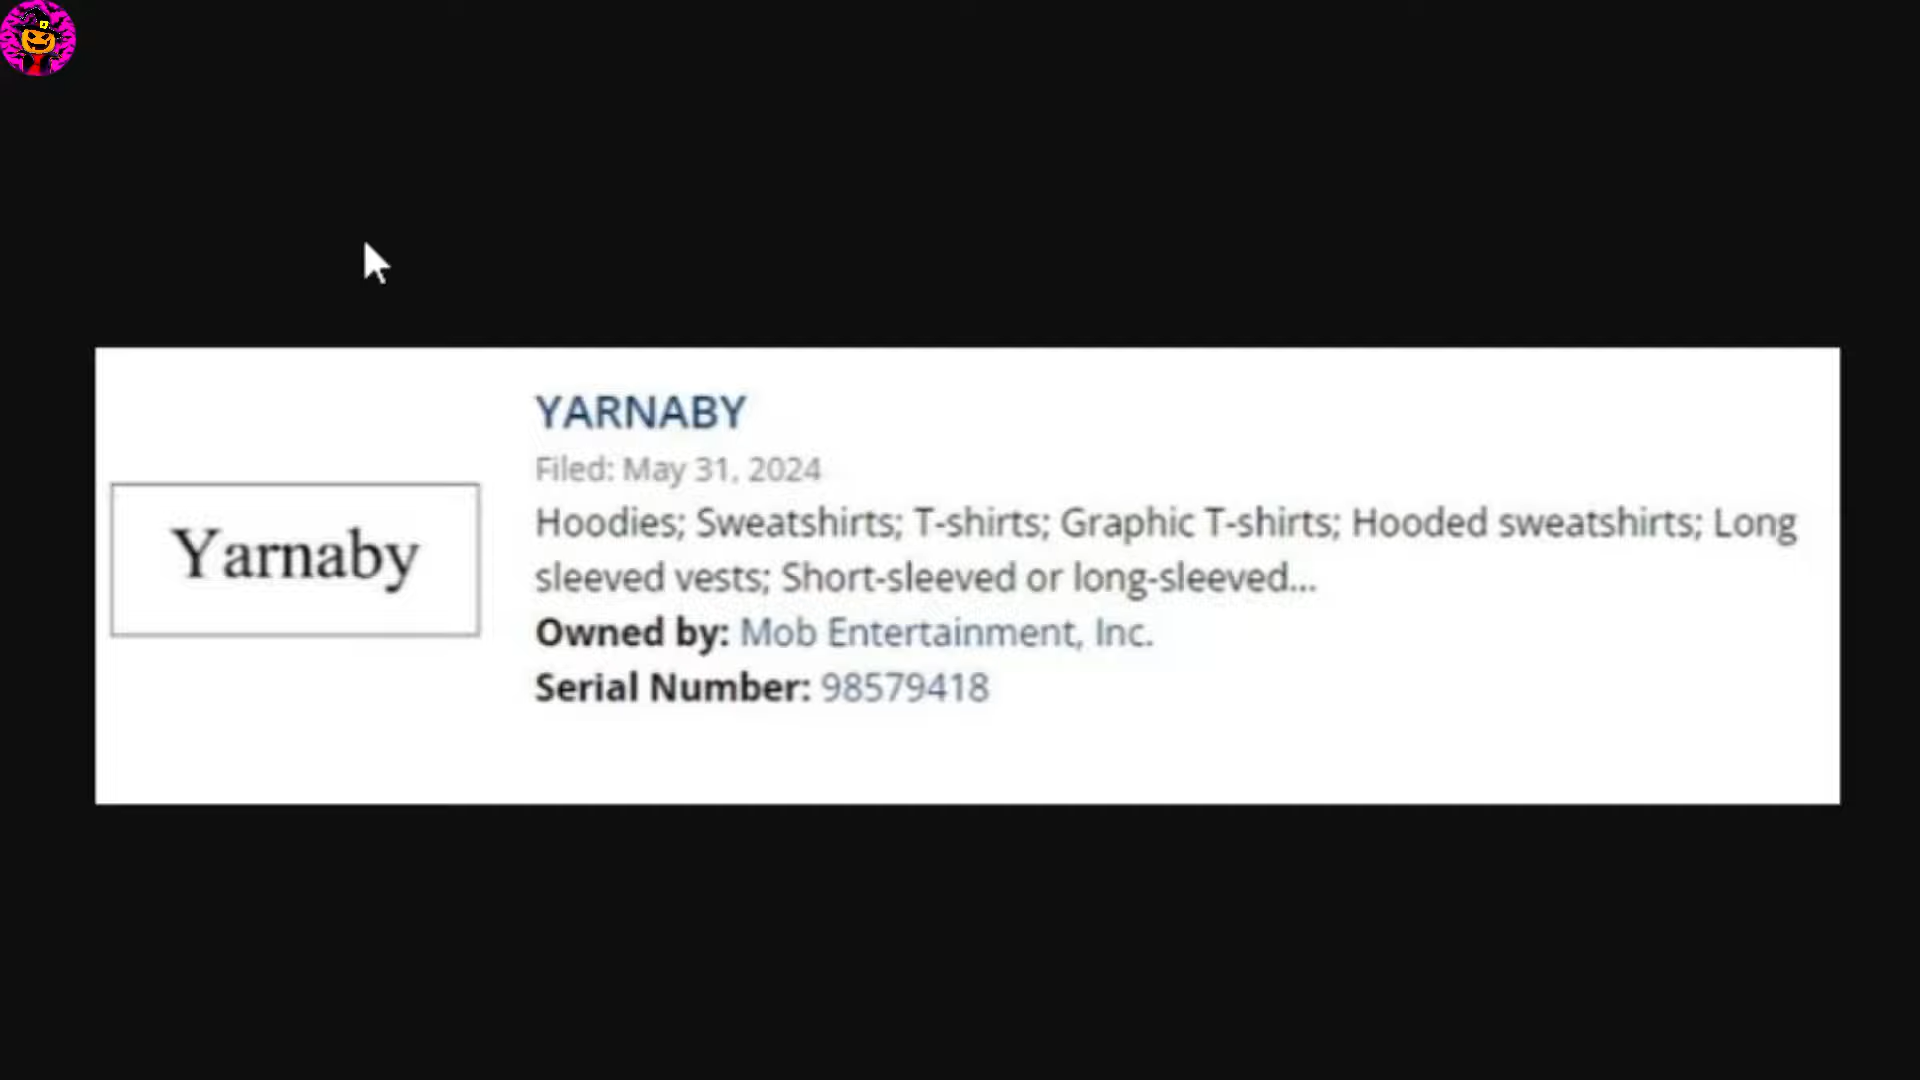 Yarnaby
YARNABY
Filed: May 31, 2024
Hoodies; Sweatshirts; T-shirts; Graphic T-shirts; Hooded sweatshirts; Long
sleeved vests; Short-sleeved or long-sleeved...
Owned by: Mob Entertainment, Inc.
Serial Number: 98579418